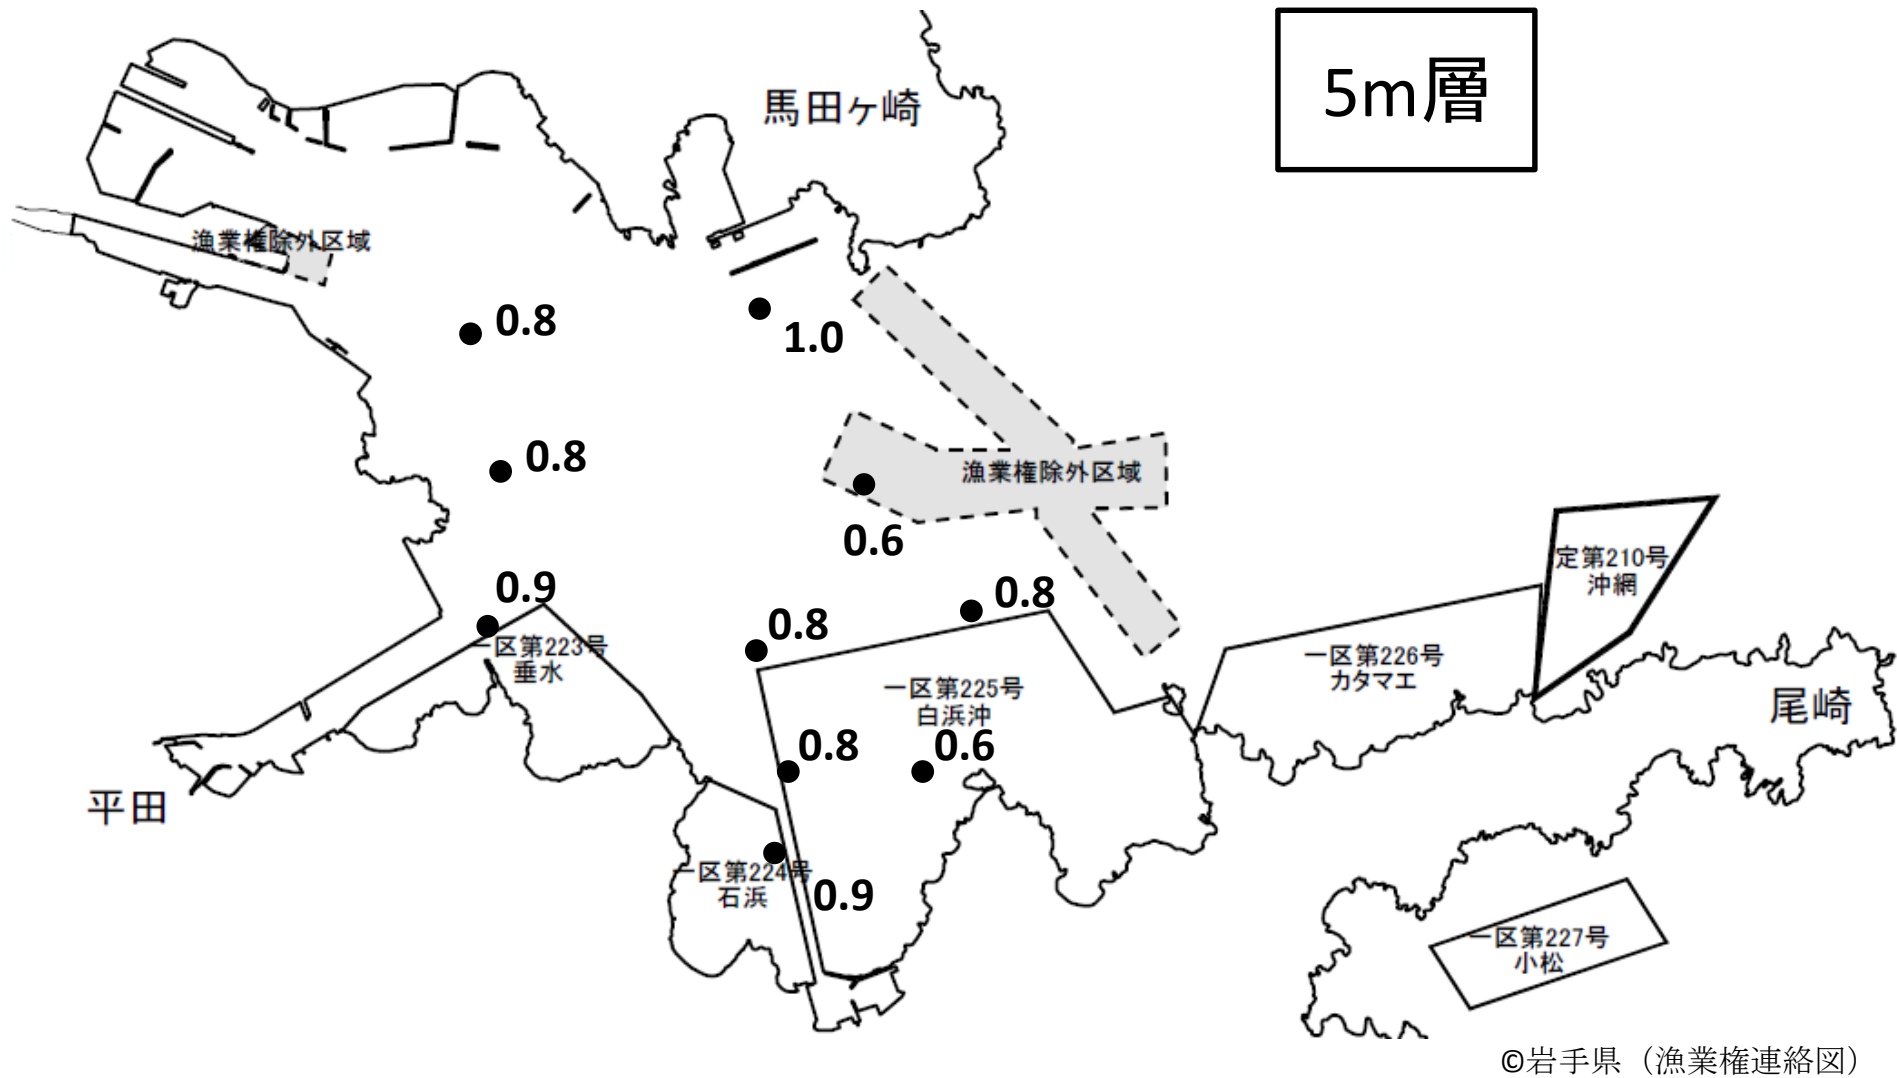 5m層
馬田ヶ崎
漁業権除外区域
0.8
1.0
0.8
漁業権除外区域
0.6
定第210号
沖網
0.9
0.8
0.8
一区第223号
垂水
一区第226号
カタマエ
一区第225号
白浜沖
尾崎
0.8
0.6
平田
一区第224号
石浜
0.9
一区第227号
小松
©岩手県（漁業権連絡図）